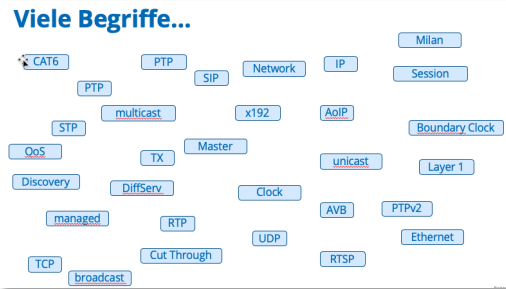 Viele Begriffe...
Milan
CAT6
PTP
IP
Network
SIP
Session
PTP
multicast
x192
AoIP
STP
Boundary Clock
Master
QoS
TX
unicast
Layer 1
Discovery
DiffServ
Clock
AVB
PTPv2
managed
RTP
UDP
Ethernet
Cut Through
RTSP
TCP
broadcast